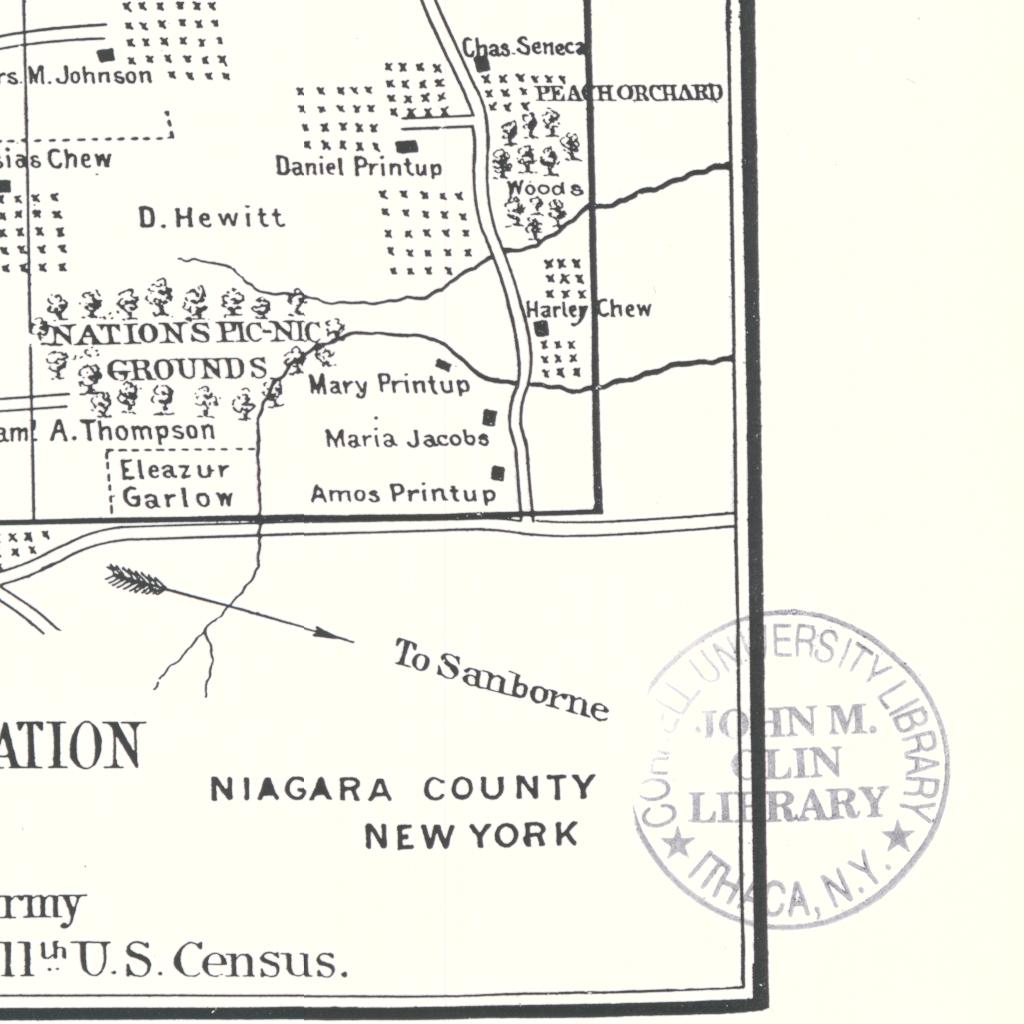 Chas. Seneca
rs. M. Johnson
PEACH ORCHARD
sias Chew
Daniel Printup
Woods
D. Hewitt
Harley Chew
NATIONS PIC-NIC
GROUNDS
Mary Printup
am! A. Thompson
Maria Jacobs
Eleazur
Garlow
Amos Printup
To Sanborne
ATION
NIAGARA COUNTY
NEW YORK
rmy
11th U.S. Census.
CORNELL UNIVERSITY LIBRARY
JOHN M.
OLIN
LIBRARY
★ ITHACA, N.Y. ★